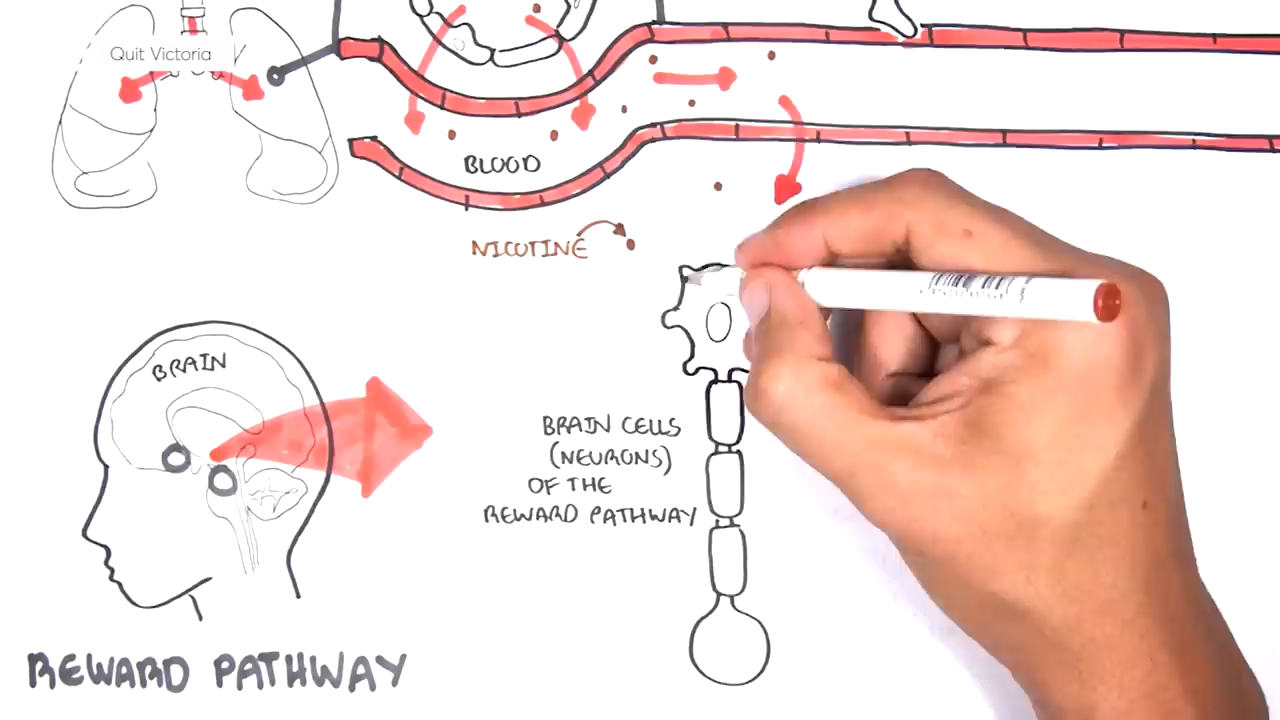 Quit Victoria
BLOOD
NICOTINE
BRAIN
BRAIN CELLS
(NEURONS)
OF THE
REWARD PATHWAY
REWARD PATHWAY